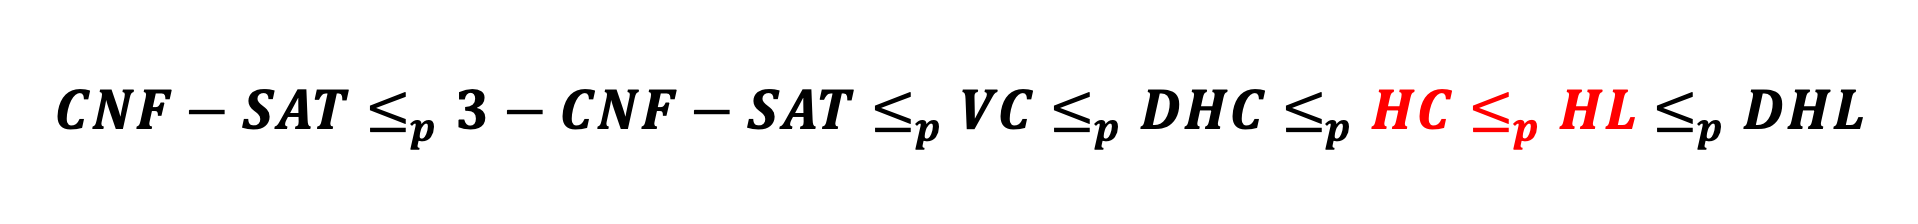 CNF − SAT ≤p 3 − CNF − SAT ≤p VC ≤p DHC ≤p HC ≤p HL ≤p DHL